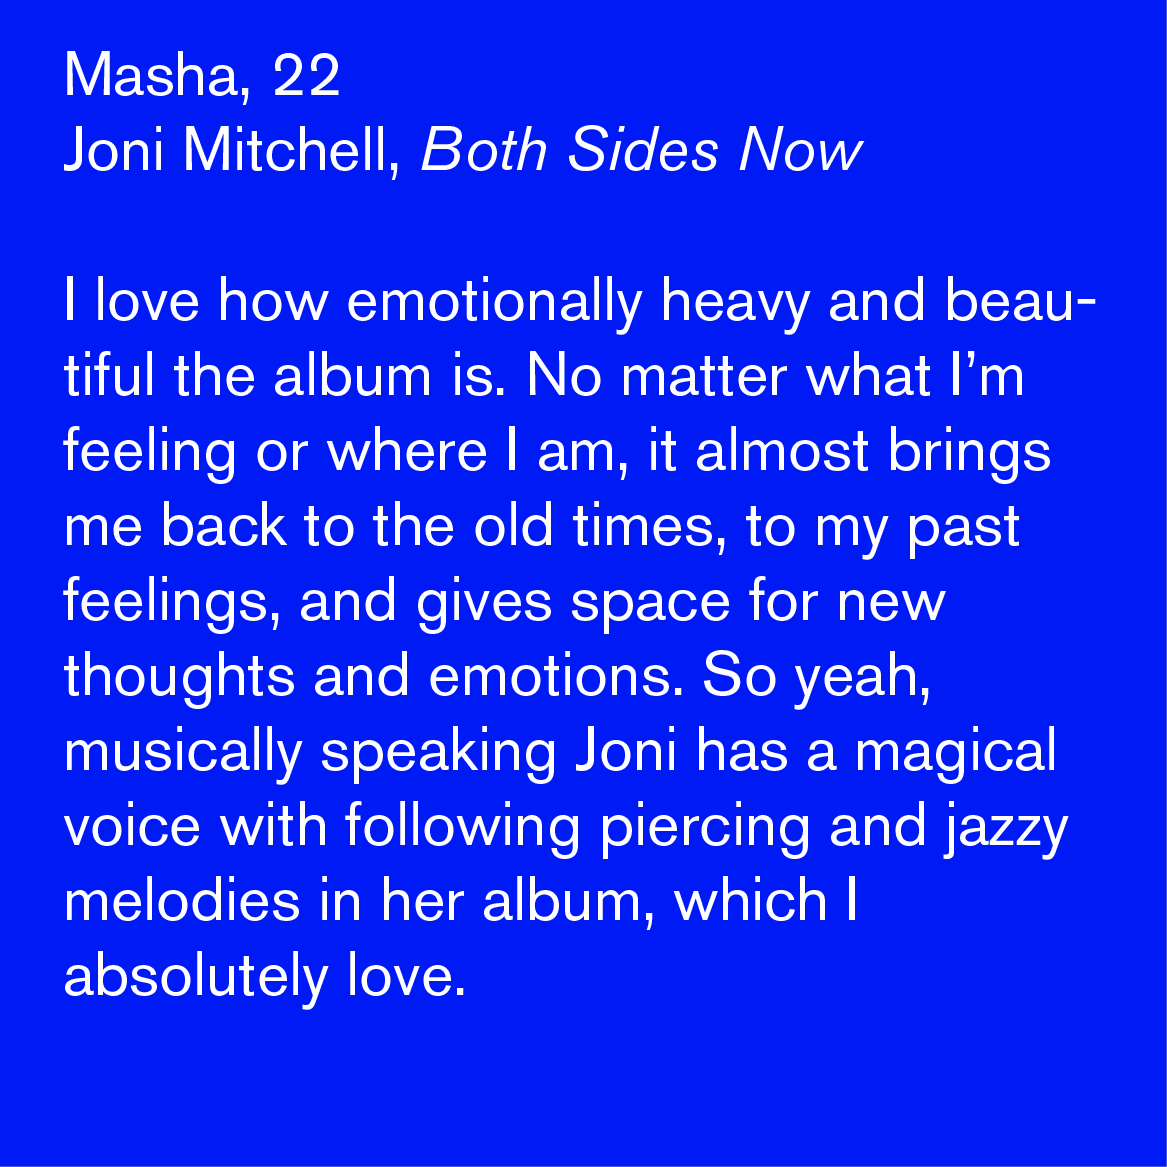 Masha, 22
Joni Mitchell, Both Sides Now
I love how emotionally heavy and beau-
tiful the album is. No matter what I’m
feeling or where I am, it almost brings
me back to the old times, to my past
feelings, and gives space for new
thoughts and emotions. So yeah,
musically speaking Joni has a magical
voice with following piercing and jazzy
melodies in her album, which I
absolutely love.